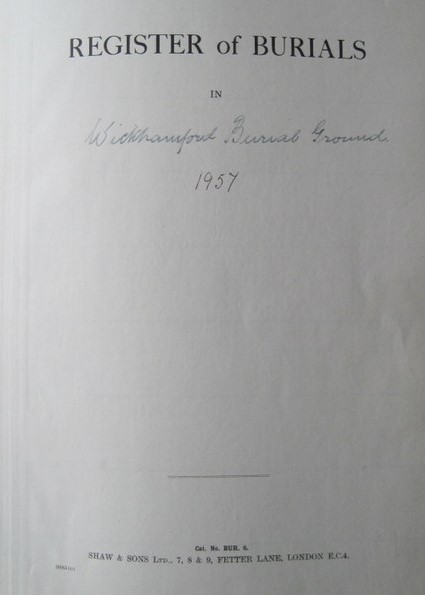 REGISTER of BURIALS
IN
Wickhamford Burial Ground.
1957
Cat. No. BUR. 6.
SHAW & SONS LTD., 7, 8 & 9, FETTER LANE, LONDON E.C.4.